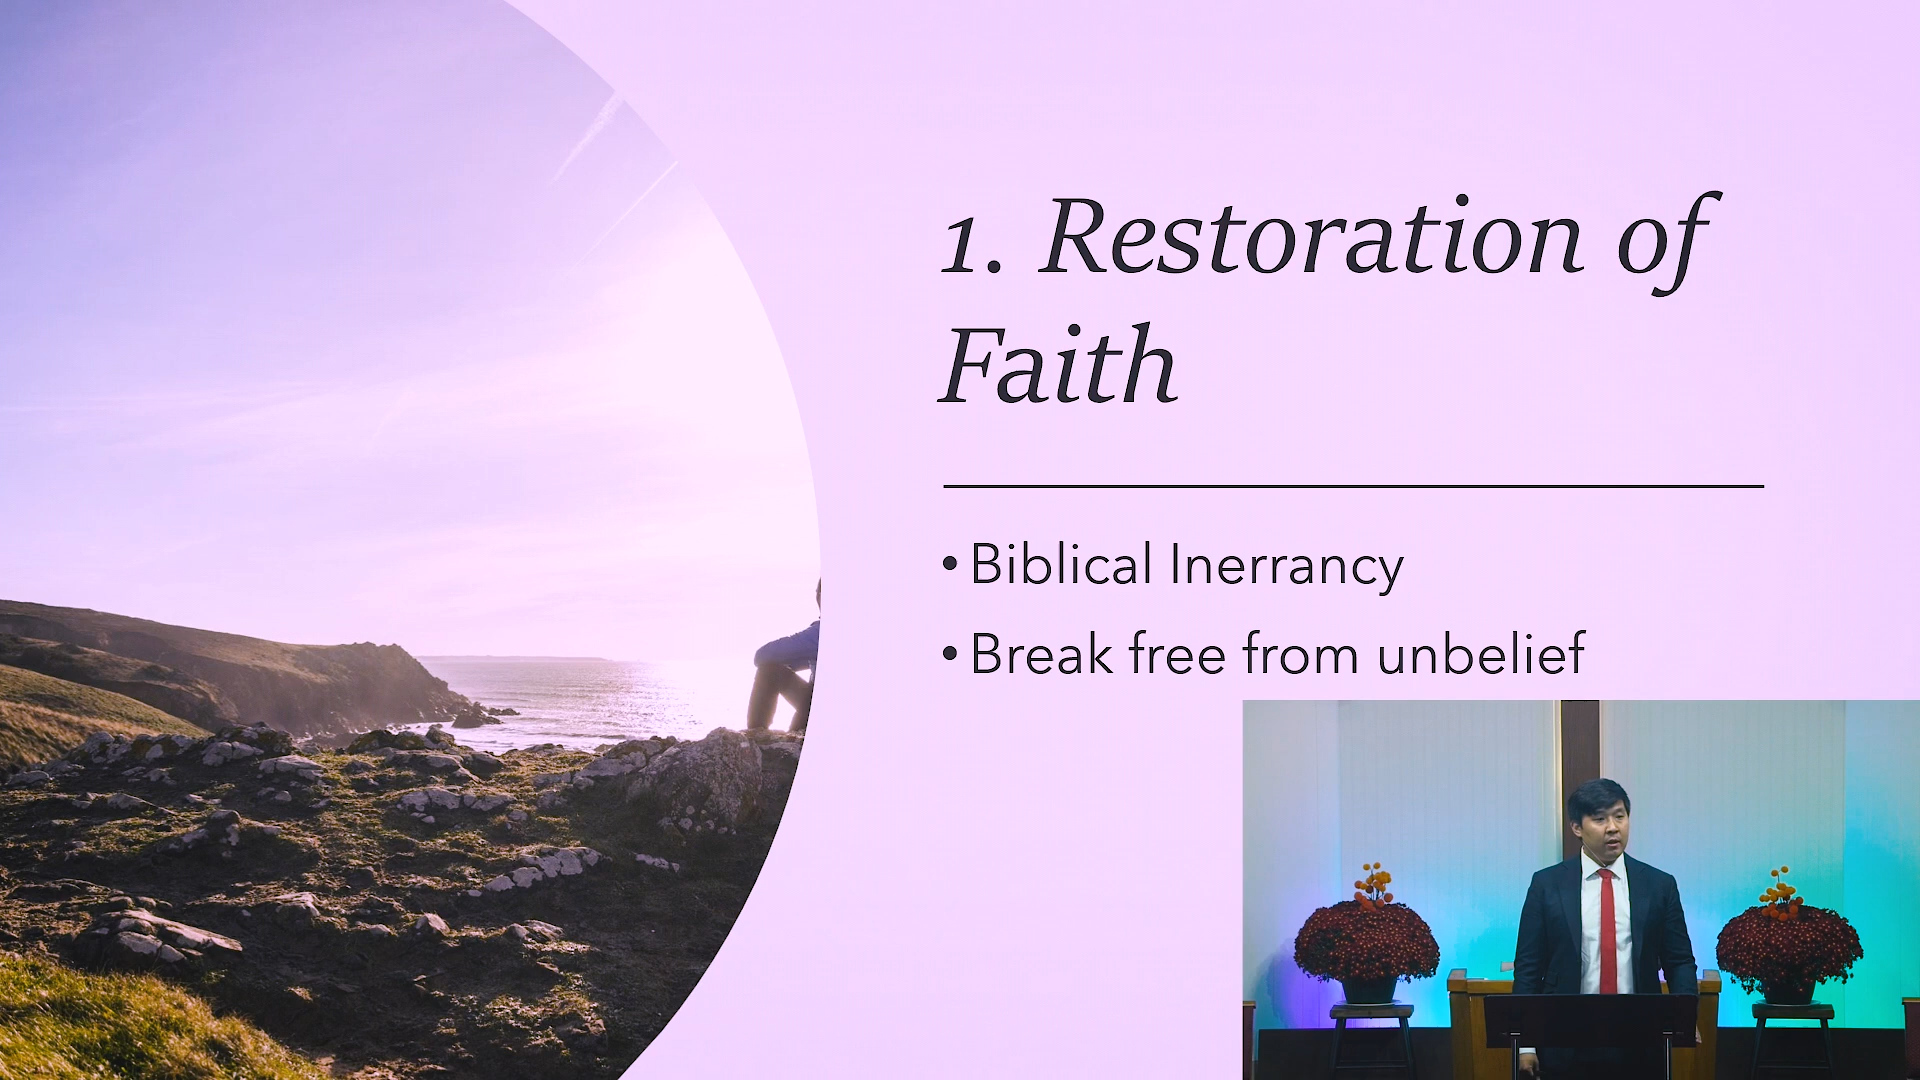 1. Restoration of
Faith
• Biblical Inerrancy
• Break free from unbelief